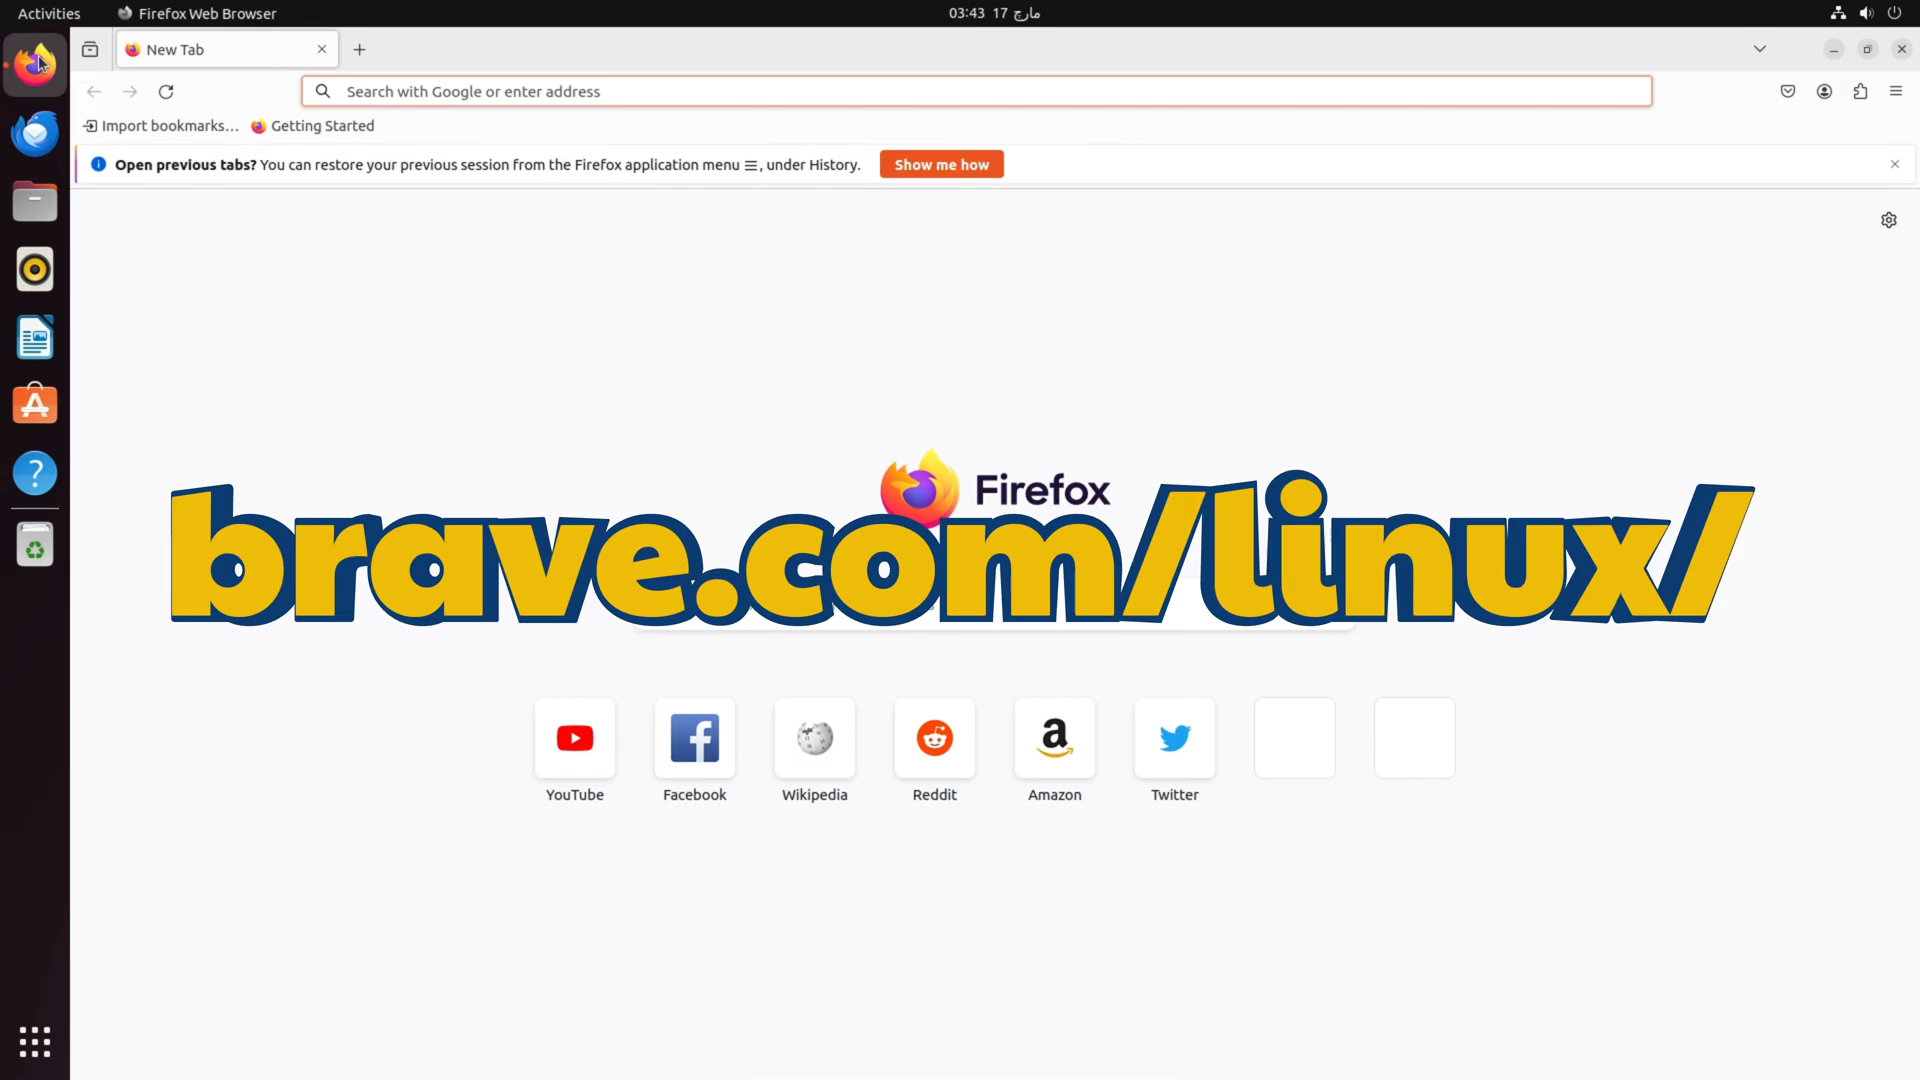 Activities Firefox Web Browser 03:43 17 مارچ
New Tab
Search with Google or enter address
Import bookmarks... Getting Started
Open previous tabs? You can restore your previous session from the Firefox application menu ☰, under History. Show me how
Firefox
brave.com/linux/
YouTube Facebook Wikipedia Reddit Amazon Twitter